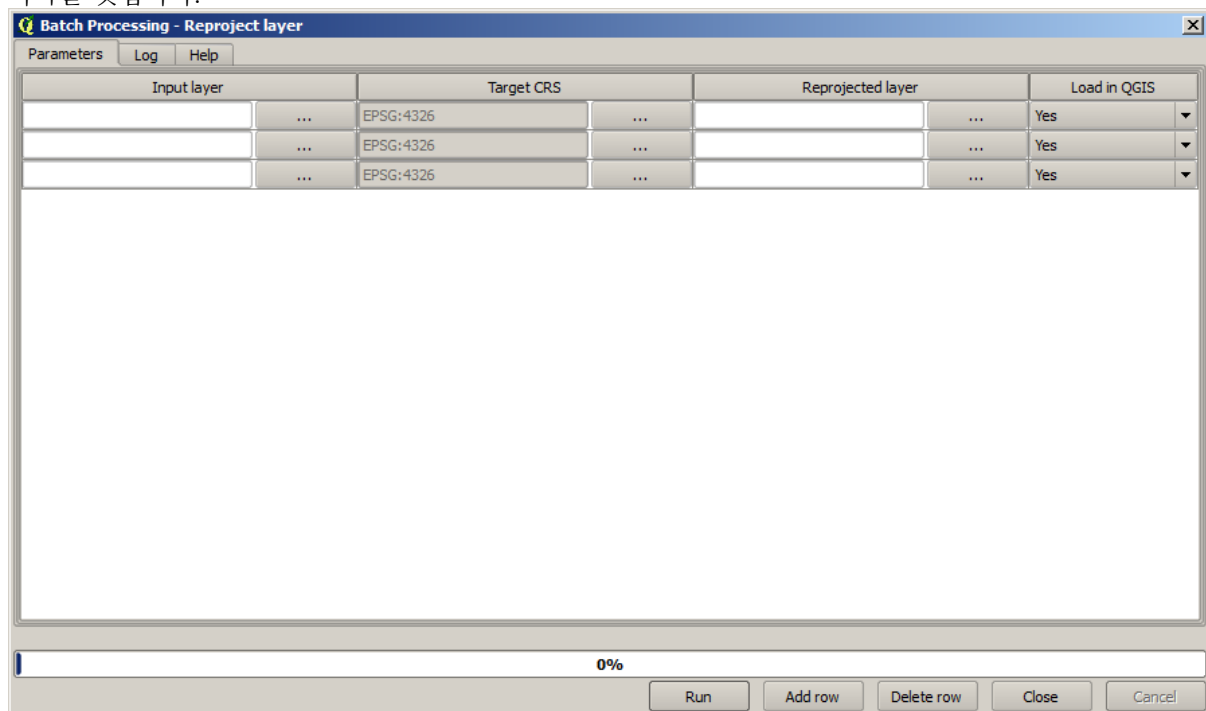 Batch Processing - Reproject layer
Parameters Log Help
Input layer Target CRS Reprojected layer Load in QGIS
... EPSG:4326 ... ... Yes
... EPSG:4326 ... ... Yes
... EPSG:4326 ... ... Yes
0%
Run Add row Delete row Close Cancel